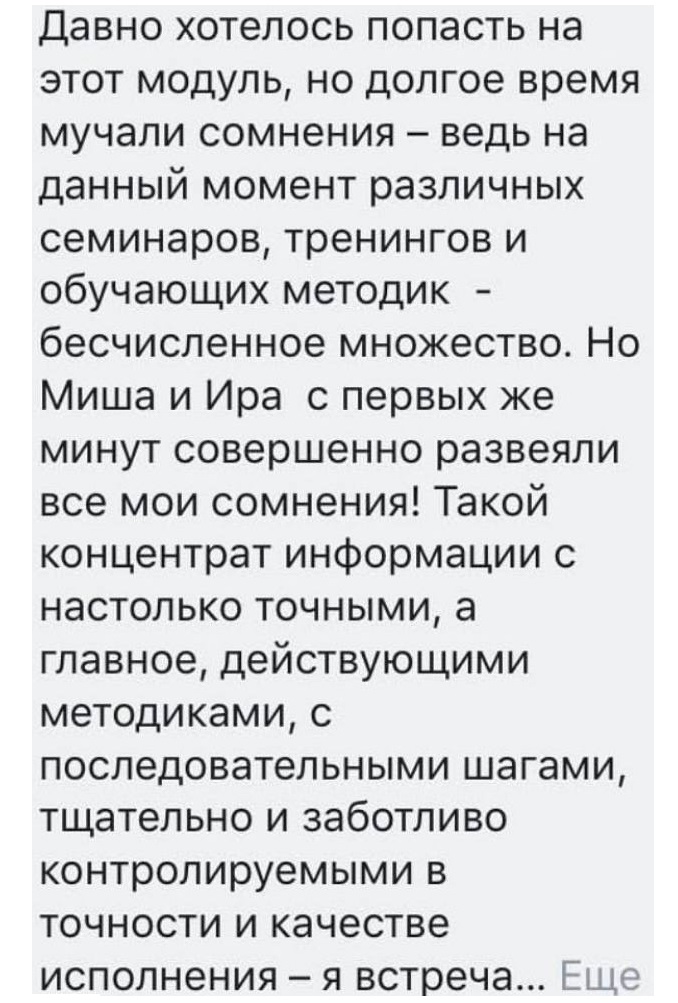 Давно хотелось попасть на
этот модуль, но долгое время
мучали сомнения – ведь на
данный момент различных
семинаров, тренингов и
обучающих методик  -
бесчисленное множество. Но
Миша и Ира  с первых же
минут совершенно развеяли
все мои сомнения! Такой
концентрат информации с
настолько точными, а
главное, действующими
методиками, с
последовательными шагами,
тщательно и заботливо
контролируемыми в
точности и качестве
исполнения – я встреча... Еще